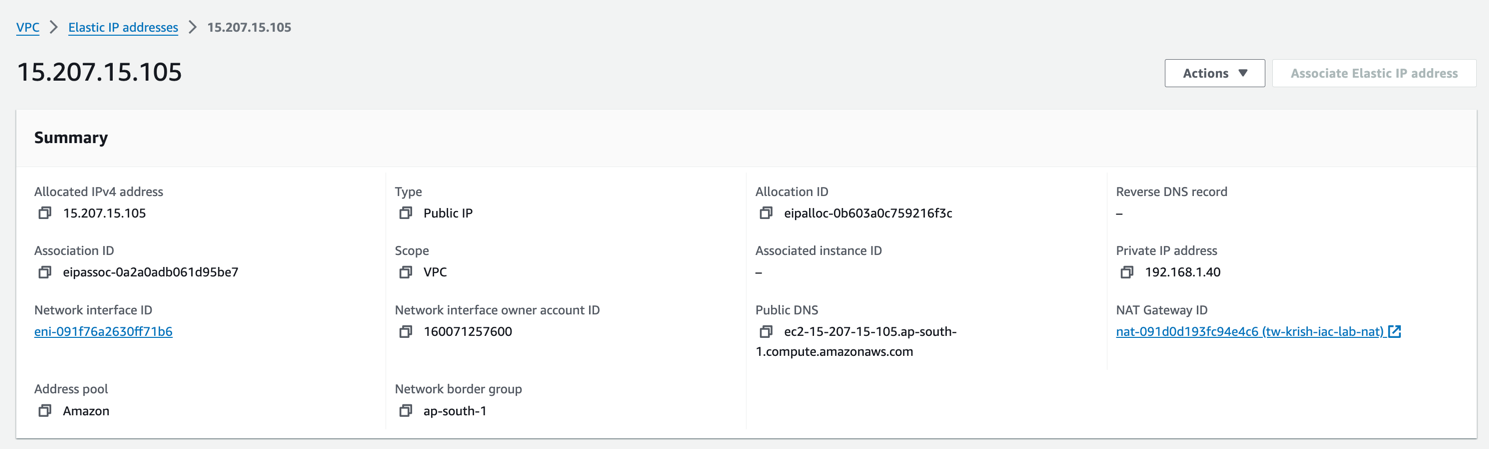 VPC > Elastic IP addresses > 15.207.15.105
15.207.15.105
Actions ▼
Associate Elastic IP address
Summary
Allocated IPv4 address
15.207.15.105
Type
Public IP
Allocation ID
eipalloc-0b603a0c759216f3c
Reverse DNS record
–
Association ID
eipassoc-0a2a0adb061d95be7
Scope
VPC
Associated instance ID
–
Private IP address
192.168.1.40
Network interface ID
eni-091f76a2630ff71b6
Network interface owner account ID
160071257600
Public DNS
ec2-15-207-15-105.ap-south-
1.compute.amazonaws.com
NAT Gateway ID
nat-091d0d193fc94e4c6 (tw-krish-iac-lab-nat)
Address pool
Amazon
Network border group
ap-south-1